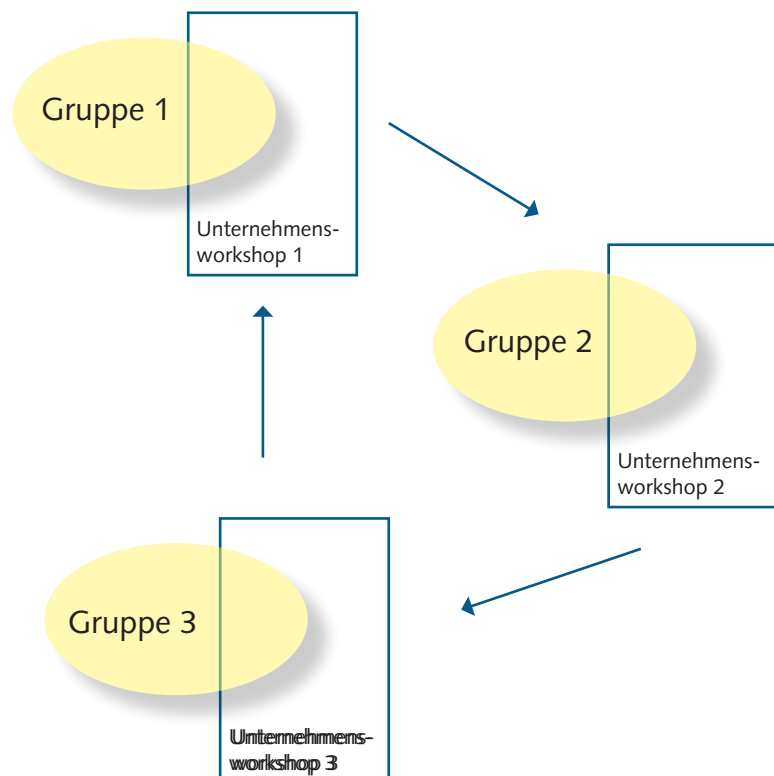 Gruppe 1
Unternehmens-
workshop 1
Gruppe 2
Unternehmens-
workshop 2
Gruppe 3
Unternehmens-
workshop 3